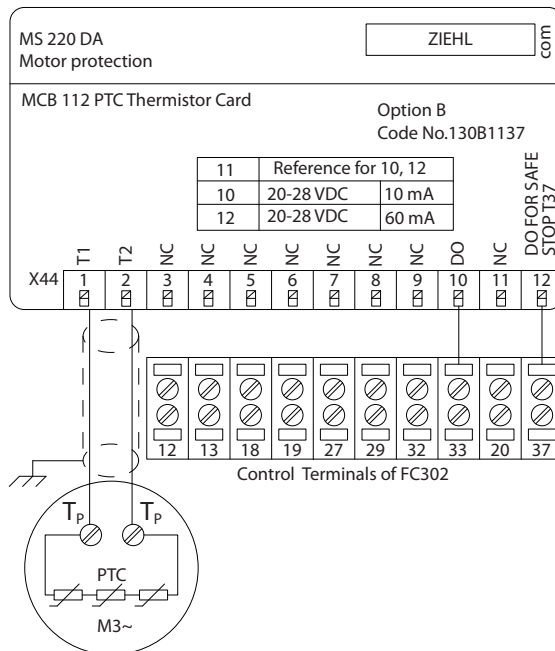 MS 220 DA
Motor protection
ZIEHL
com
MCB 112 PTC Thermistor Card
Option B
Code No.130B1137
11 Reference for 10, 12
10 20-28 VDC 10 mA
12 20-28 VDC 60 mA
T1 T2 NC NC NC NC NC NC NC DO NC DO FOR SAFE STOP T37
X44 1 2 3 4 5 6 7 8 9 10 11 12
12 13 18 19 27 29 32 33 20 37
Control Terminals of FC302
TP TP
PTC
M3~